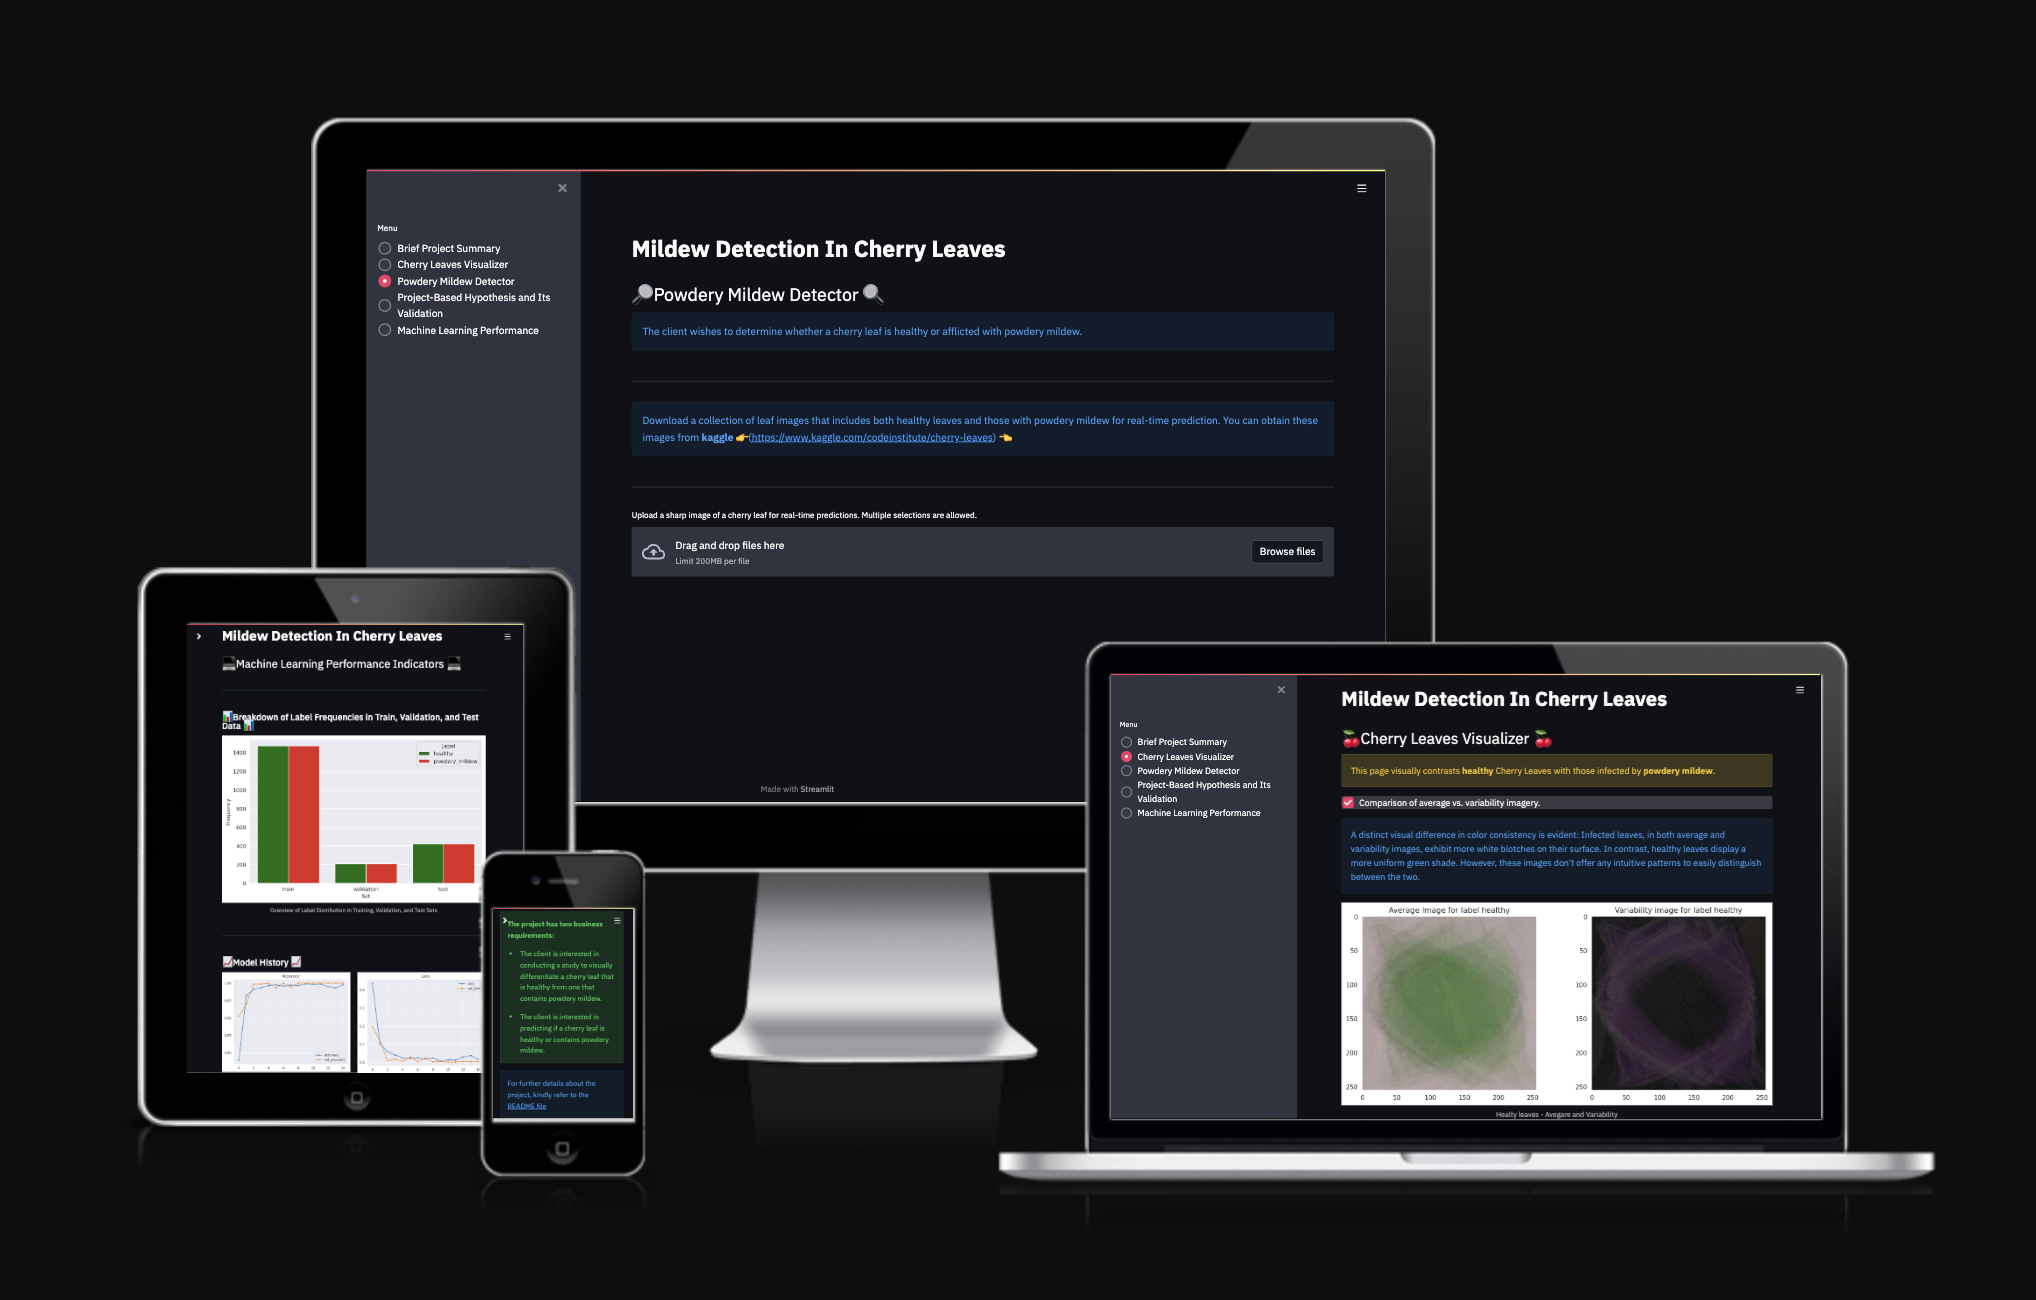 Menu
Brief Project Summary
Cherry Leaves Visualizer
Powdery Mildew Detector
Project-Based Hypothesis and Its
Validation
Machine Learning Performance
Mildew Detection In Cherry Leaves
Powdery Mildew Detector
The client wishes to determine whether a cherry leaf is healthy or afflicted with powdery mildew.
Download a collection of leaf images that includes both healthy leaves and those with powdery mildew for real-time prediction. You can obtain these
images from kaggle (https://www.kaggle.com/codeinstitute/cherry-leaves)
Upload a sharp image of a cherry leaf for real-time predictions. Multiple selections are allowed.
Drag and drop files here
Limit 200MB per file
Browse files
Made with Streamlit
Mildew Detection In Cherry Leaves
Machine Learning Performance Indicators
Breakdown of Label Frequencies in Train, Validation, and Test
Data
Label
healthy
powdery_mildew
1400
1200
1000
800
600
400
200
0
Frequency
train
validation
test
Set
Overview of Label Distribution in Training, Validation, and Test Sets
Model History
Accuracy
Loss
The project has two business
requirements:
The client is interested in
conducting a study to visually
differentiate a cherry leaf that
is healthy from one that
contains powdery mildew.
The client is interested in
predicting if a cherry leaf is
healthy or contains powdery
mildew.
For further details about the
project, kindly refer to the
README file
Menu
Brief Project Summary
Cherry Leaves Visualizer
Powdery Mildew Detector
Project-Based Hypothesis and Its
Validation
Machine Learning Performance
Mildew Detection In Cherry Leaves
Cherry Leaves Visualizer
This page visually contrasts healthy Cherry Leaves with those infected by powdery mildew.
Comparison of average vs. variability imagery.
A distinct visual difference in color consistency is evident: Infected leaves, in both average and
variability images, exhibit more white blotches on their surface. In contrast, healthy leaves display a
more uniform green shade. However, these images don't offer any intuitive patterns to easily distinguish
between the two.
Average image for label healthy
0
50
100
150
200
250
0 50 100 150 200 250
Variability image for label healthy
0
50
100
150
200
250
0 50 100 150 200 250
Healty leaves - Avegare and Variability